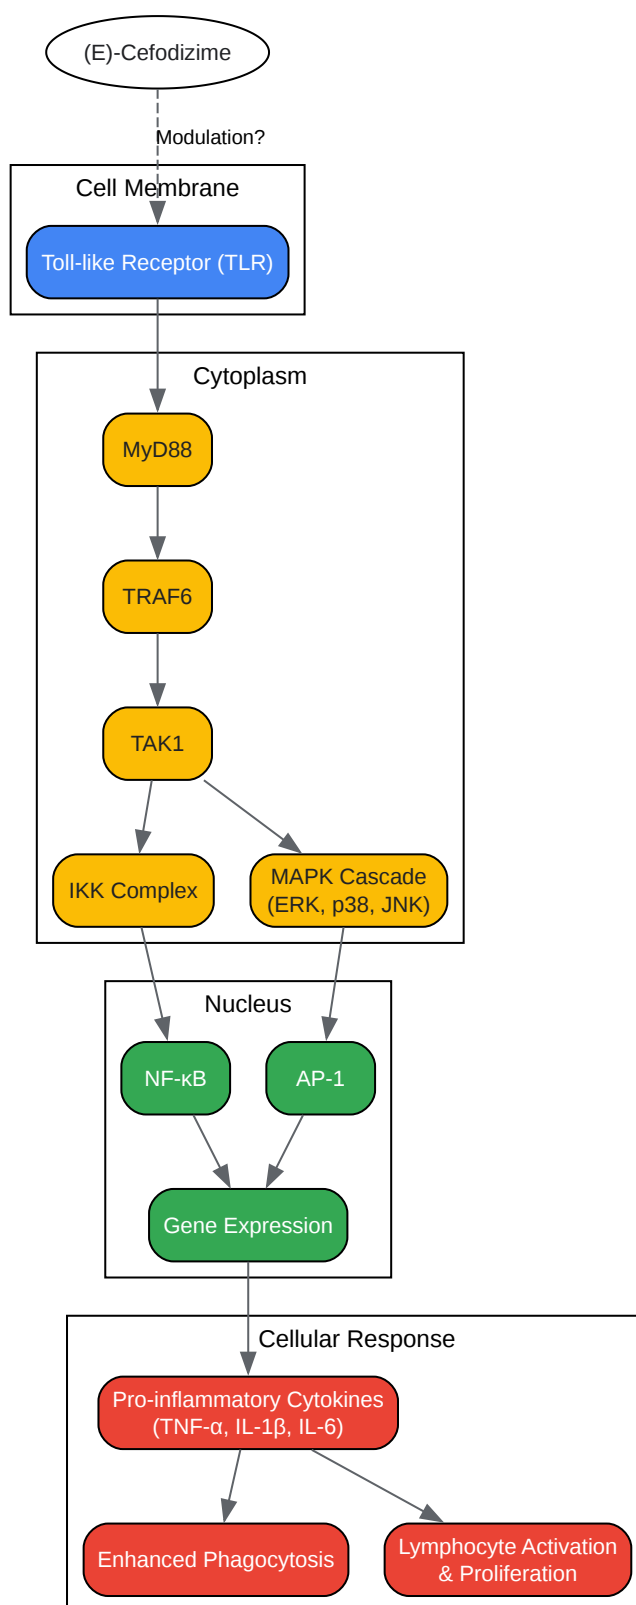 (E)-Cefodizime
Modulation?
Cell Membrane
Toll-like Receptor (TLR)
Cytoplasm
MyD88
TRAF6
TAK1
IKK Complex
MAPK Cascade
(ERK, p38, JNK)
Nucleus
NF-κB
AP-1
Gene Expression
Cellular Response
Pro-inflammatory Cytokines
(TNF-α, IL-1β, IL-6)
Enhanced Phagocytosis
Lymphocyte Activation
& Proliferation